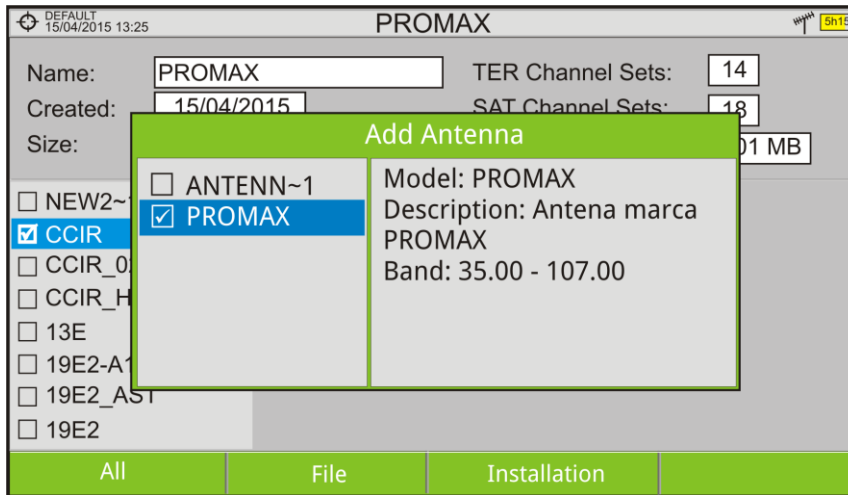 DEFAULT
15/04/2015 13:25
PROMAX
5h15
Name: PROMAX
TER Channel Sets: 14
Created: 15/04/2015
SAT Channel Sets: 18
Size:
01 MB
Add Antenna
ANTENN~1
PROMAX
Model: PROMAX
Description: Antena marca
PROMAX
Band: 35.00 - 107.00
NEW2~
CCIR
CCIR_0
CCIR_H
13E
19E2-A1
19E2_AST
19E2
All
File
Installation